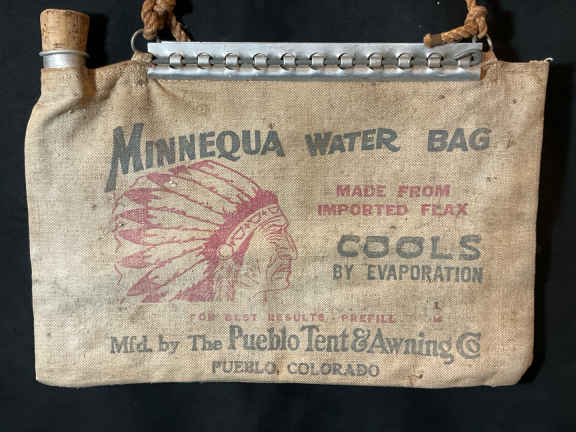 MINNEQUA WATER BAG
MADE FROM
IMPORTED FLAX
COOLS
BY EVAPORATION
FOR BEST RESULTS - PREFILL
Mfd. by The Pueblo Tent & Awning Co
PUEBLO, COLORADO